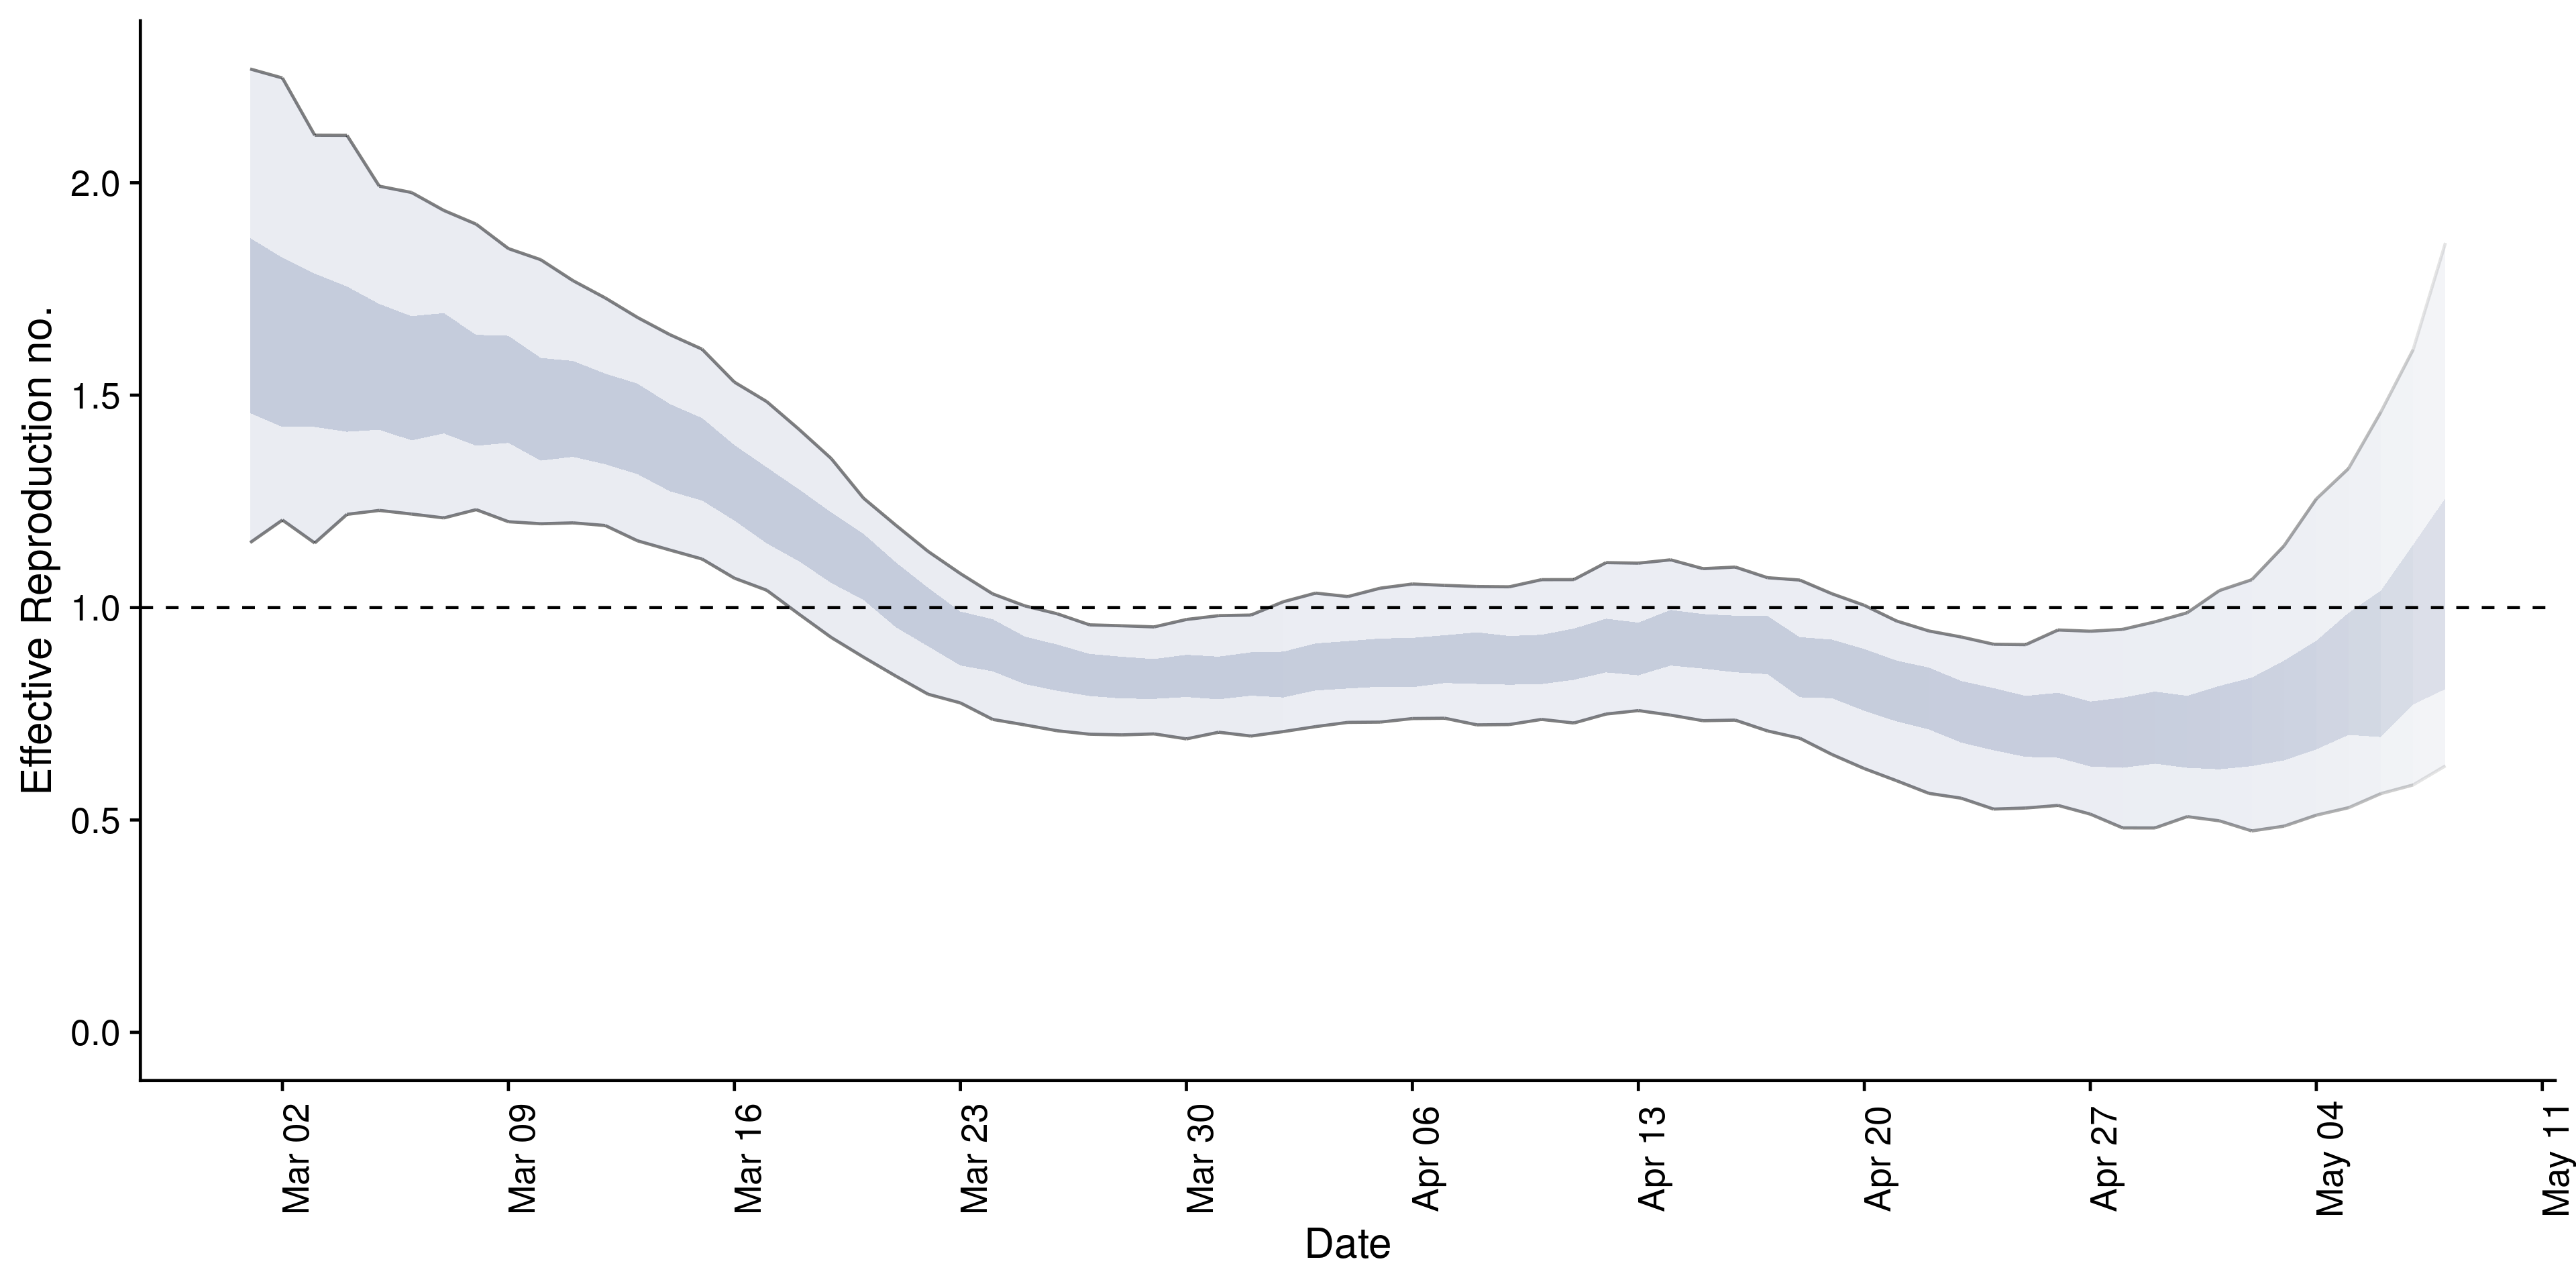 Effective Reproduction no.
2.0
1.5
1.0
0.5
0.0
Mar 02
Mar 09
Mar 16
Mar 23
Mar 30
Apr 06
Apr 13
Apr 20
Apr 27
May 04
May 11
Date